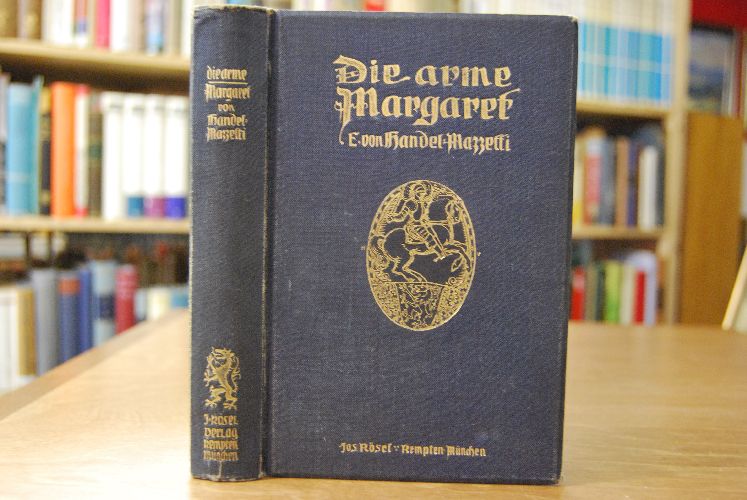 die arme
Margaret
von
Handel-
Mazzetti
J. Kösel
Verlag
Kempten
München
Die arme
Margaret
E. von Handel-Mazzetti
Jos. Kösel : Kempten München